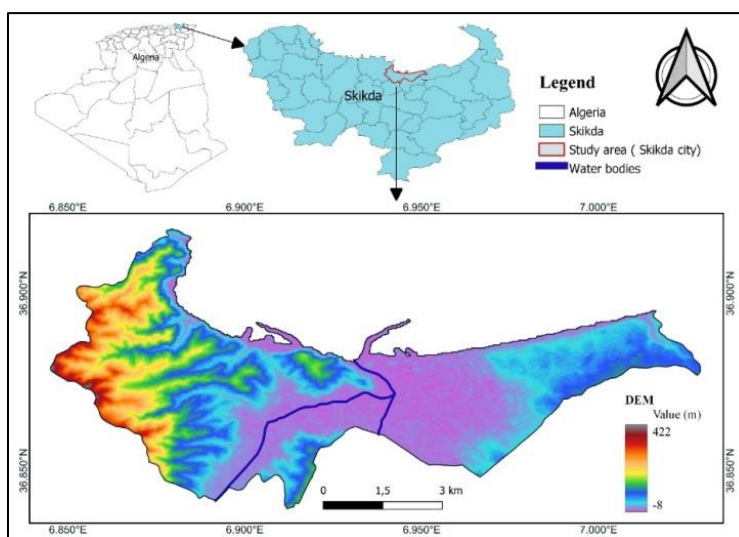 Algeria
Skikda
Legend
Algeria
Skikda
Study area ( Skikda city)
Water bodies
6.850°E
6.900°E
6.950°E
7.000°E
36.900°N
36.900°N
36.850°N
36.850°N
DEM
Value (m)
422
-8
0
1,5
3 km
6.850°E
6.900°E
6.950°E
7.000°E